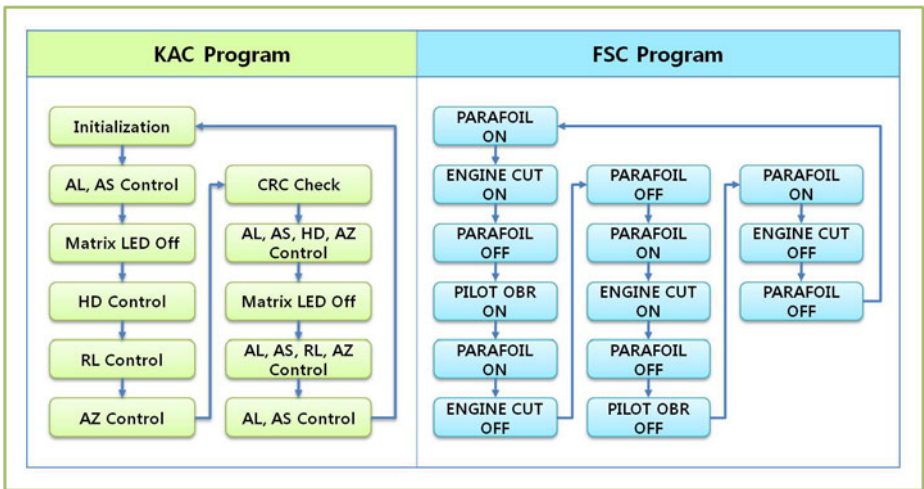 KAC Program
Initialization
AL, AS Control
Matrix LED Off
HD Control
RL Control
AZ Control
CRC Check
AL, AS, HD, AZ
Control
Matrix LED Off
AL, AS, RL, AZ
Control
AL, AS Control
FSC Program
PARAFOIL
ON
ENGINE CUT
ON
PARAFOIL
OFF
PILOT OBR
ON
PARAFOIL
ON
ENGINE CUT
OFF
PARAFOIL
OFF
PARAFOIL
ON
ENGINE CUT
ON
PARAFOIL
OFF
PILOT OBR
OFF
PARAFOIL
ON
ENGINE CUT
OFF
PARAFOIL
OFF